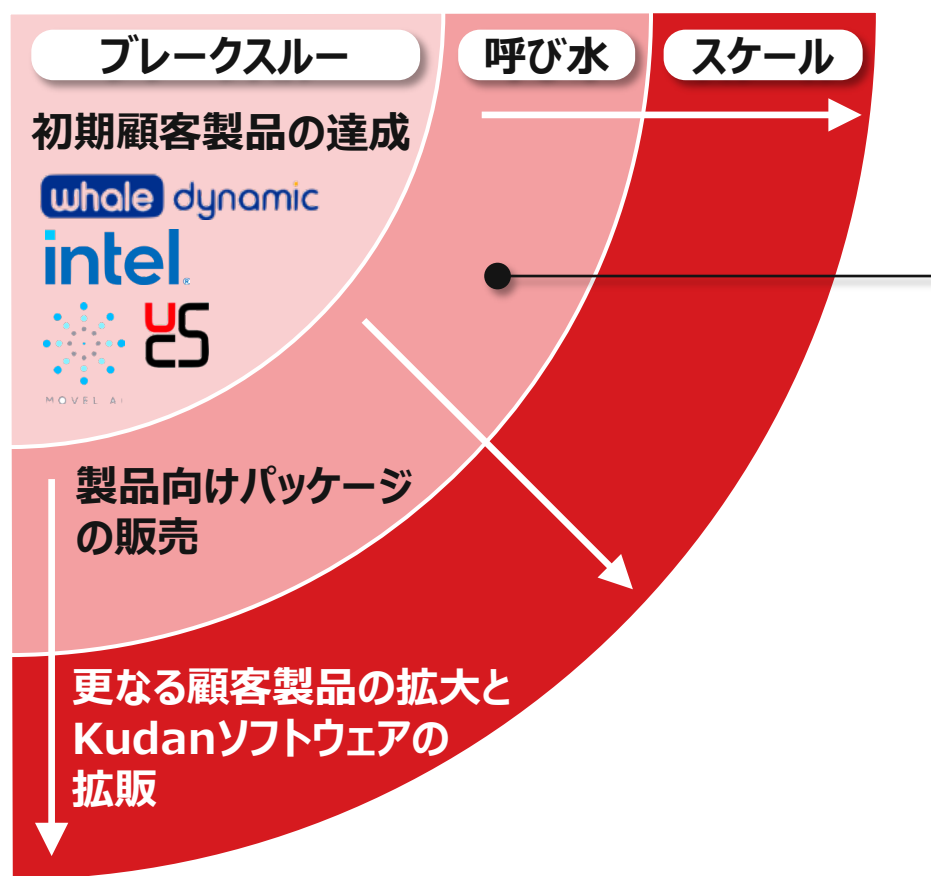 ブレークスルー
呼び水
スケール
初期顧客製品の達成
whale dynamic
intel
®
UCS
MOVEL AI
製品向けパッケージ
の販売
更なる顧客製品の拡大と
Kudanソフトウェアの
拡販